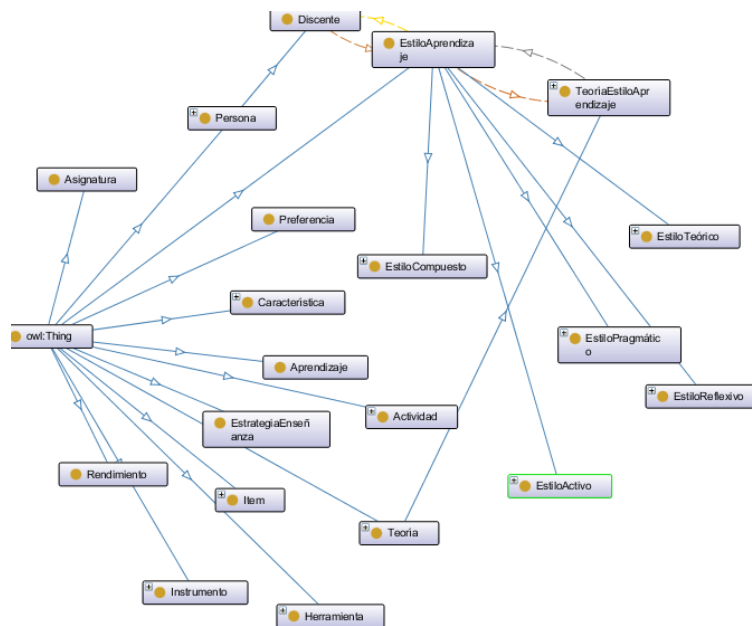 Discente
EstiloAprendiza
je
TeoriaEstiloApr
endizaje
Persona
Asignatura
Preferencia
EstiloTeórico
EstiloCompuesto
Característica
owl:Thing
EstiloPragmátic
o
Aprendizaje
EstiloReflexivo
Actividad
EstrategiaEnseñ
anza
Rendimiento
EstiloActivo
Item
Teoria
Instrumento
Herramienta